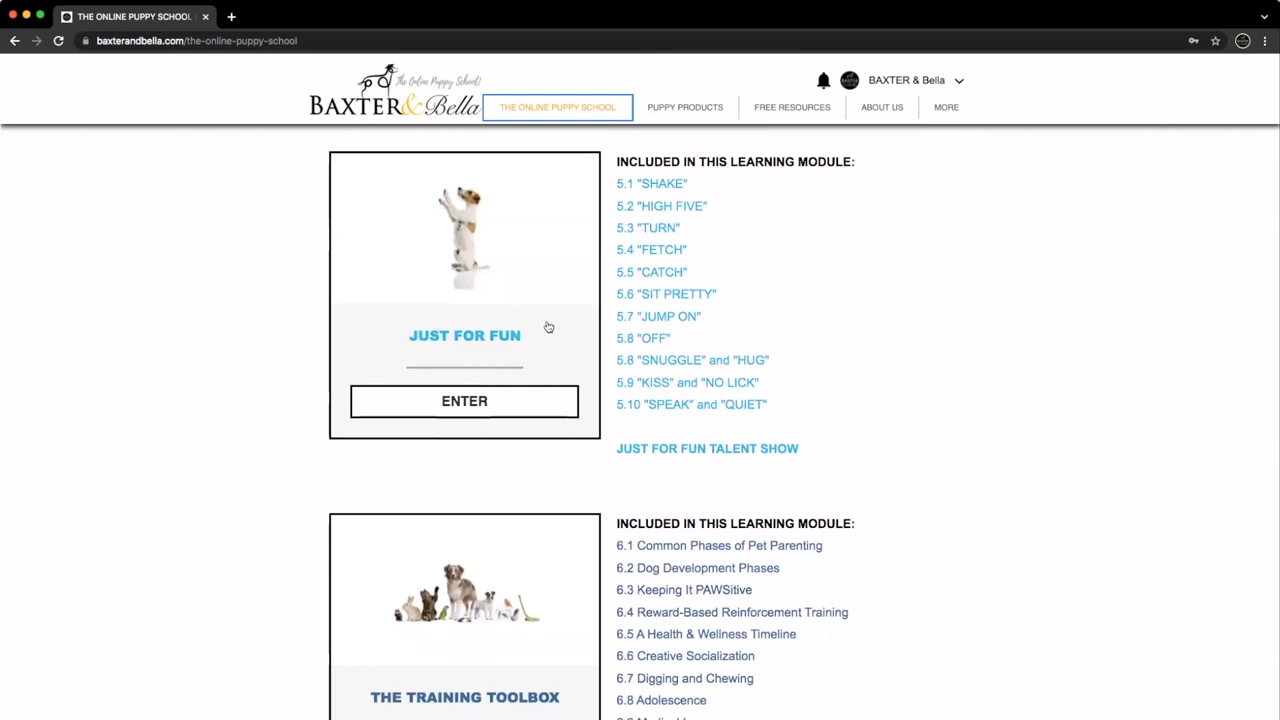 THE ONLINE PUPPY SCHOOL
baxterandbella.com/the-online-puppy-school
The Online Puppy School!
BAXTER&Bella
BAXTER & Bella
THE ONLINE PUPPY SCHOOL
PUPPY PRODUCTS
FREE RESOURCES
ABOUT US
MORE
JUST FOR FUN
ENTER
INCLUDED IN THIS LEARNING MODULE:
5.1 "SHAKE"
5.2 "HIGH FIVE"
5.3 "TURN"
5.4 "FETCH"
5.5 "CATCH"
5.6 "SIT PRETTY"
5.7 "JUMP ON"
5.8 "OFF"
5.8 "SNUGGLE" and "HUG"
5.9 "KISS" and "NO LICK"
5.10 "SPEAK" and "QUIET"
JUST FOR FUN TALENT SHOW
THE TRAINING TOOLBOX
INCLUDED IN THIS LEARNING MODULE:
6.1 Common Phases of Pet Parenting
6.2 Dog Development Phases
6.3 Keeping It PAWSitive
6.4 Reward-Based Reinforcement Training
6.5 A Health & Wellness Timeline
6.6 Creative Socialization
6.7 Digging and Chewing
6.8 Adolescence